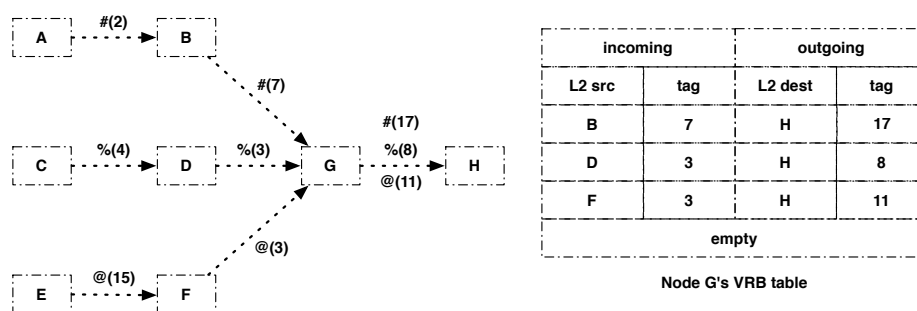 A #(2) B
#(7)
#(17)
C %(4) D %(3) G %(8) H
@(11)
@(3)
E @(15) F
incoming outgoing
L2 src tag L2 dest tag
B 7 H 17
D 3 H 8
F 3 H 11
empty
Node G's VRB table